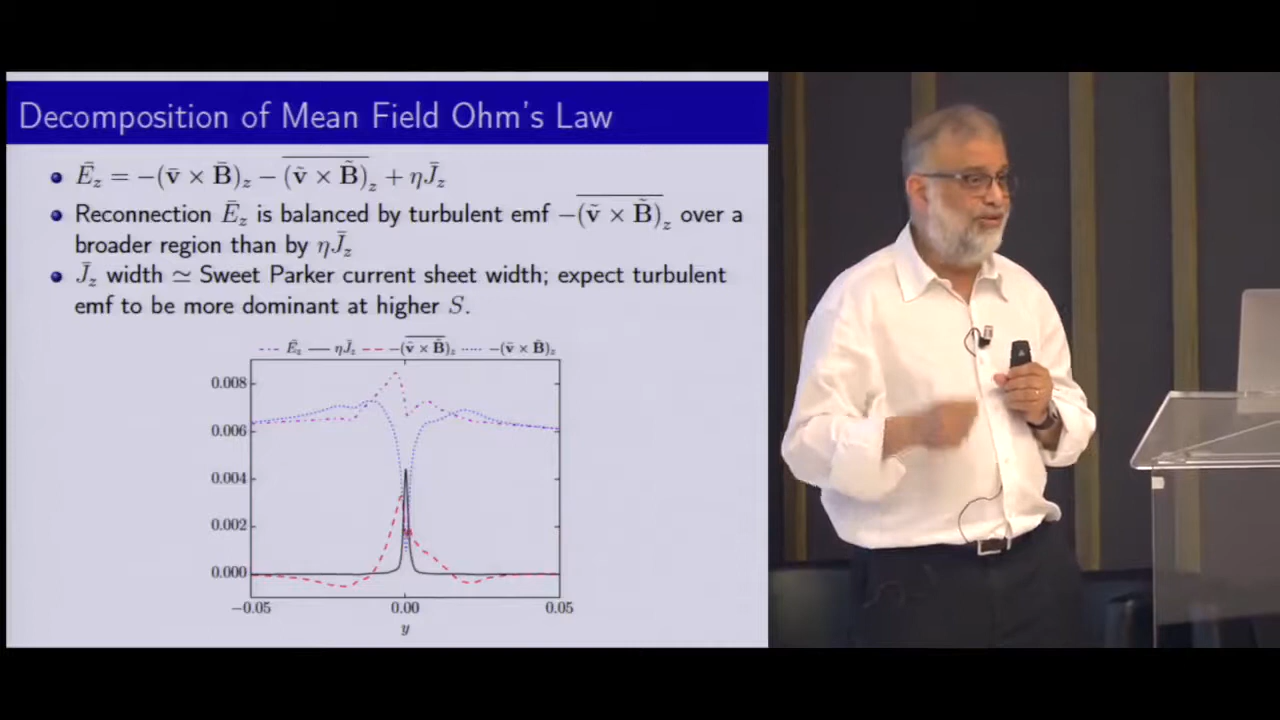 Decomposition of Mean Field Ohm's Law
Ē_z = −(v̄ × B̄)_z − \overline{(ṽ × B̃)}_z + ηJ̄_z
Reconnection Ē_z is balanced by turbulent emf −\overline{(ṽ × B̃)}_z over a
broader region than by ηJ̄_z
J̄_z width ≃ Sweet Parker current sheet width; expect turbulent
emf to be more dominant at higher S.
Ē_z ηJ̄_z −\overline{(ṽ × B̃)}_z −(v̄ × B̄)_z
0.008
0.006
0.004
0.002
0.000
−0.05 0.00 0.05
y